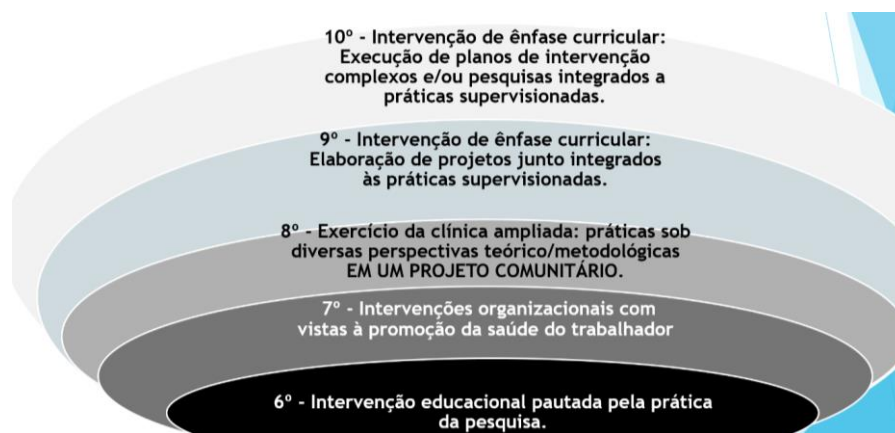 10º - Intervenção de ênfase curricular:
Execução de planos de intervenção
complexos e/ou pesquisas integrados a
práticas supervisionadas.
9º - Intervenção de ênfase curricular:
Elaboração de projetos junto integrados
às práticas supervisionadas.
8º - Exercício da clínica ampliada: práticas sob
diversas perspectivas teórico/metodológicas
EM UM PROJETO COMUNITÁRIO.
7º - Intervenções organizacionais com
vistas à promoção da saúde do trabalhador
6º - Intervenção educacional pautada pela prática
da pesquisa.